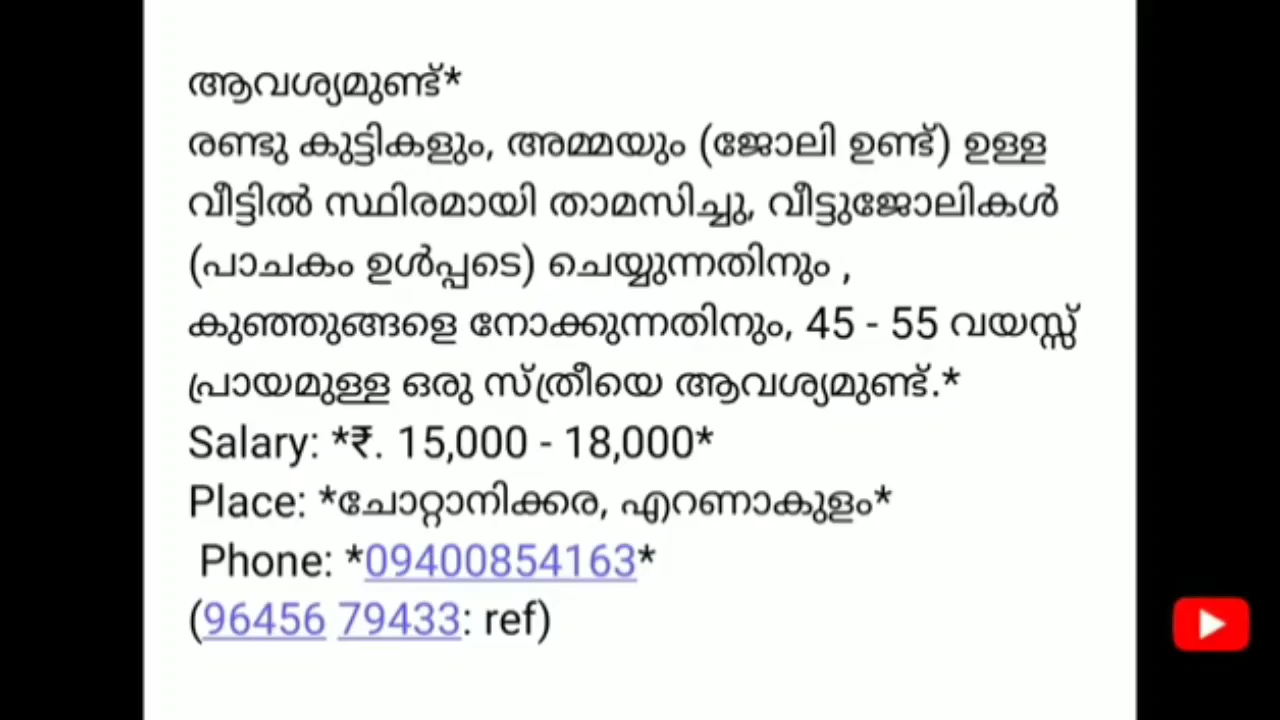 ആവശ്യമുണ്ട്*
രണ്ടു കുട്ടികളും, അമ്മയും (ജോലി ഉണ്ട്) ഉള്ള
വീട്ടിൽ സ്ഥിരമായി താമസിച്ചു, വീട്ടുജോലികൾ
(പാചകം ഉൾപ്പടെ) ചെയ്യുന്നതിനും ,
കുഞ്ഞുങ്ങളെ നോക്കുന്നതിനും, 45 - 55 വയസ്സ്
പ്രായമുള്ള ഒരു സ്ത്രീയെ ആവശ്യമുണ്ട്.*
Salary: *₹. 15,000 - 18,000*
Place: *ചോറ്റാനിക്കര, എറണാകുളം*
Phone: *09400854163*
(96456 79433: ref)